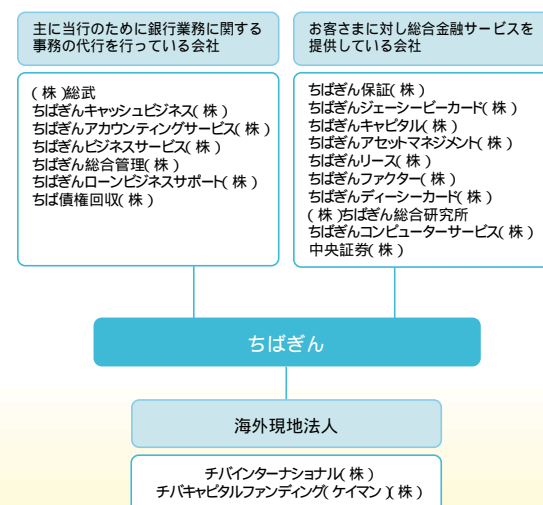 主に当行のために銀行業務に関する
事務の代行を行っている会社
(株)総武
ちばぎんキャッシュビジネス(株)
ちばぎんアカウンティングサービス(株)
ちばぎんビジネスサービス(株)
ちばぎん総合管理(株)
ちばぎんローンビジネスサポート(株)
ちば債権回収(株)
お客さまに対し総合金融サービスを
提供している会社
ちばぎん保証(株)
ちばぎんジェーシービーカード(株)
ちばぎんキャピタル(株)
ちばぎんアセットマネジメント(株)
ちばぎんリース(株)
ちばぎんファクター(株)
ちばぎんディーシーカード(株)
(株)ちばぎん総合研究所
ちばぎんコンピューターサービス(株)
中央証券(株)
ちばぎん
海外現地法人
チバインターナショナル(株)
チバキャピタルファンディング(ケイマン)(株)